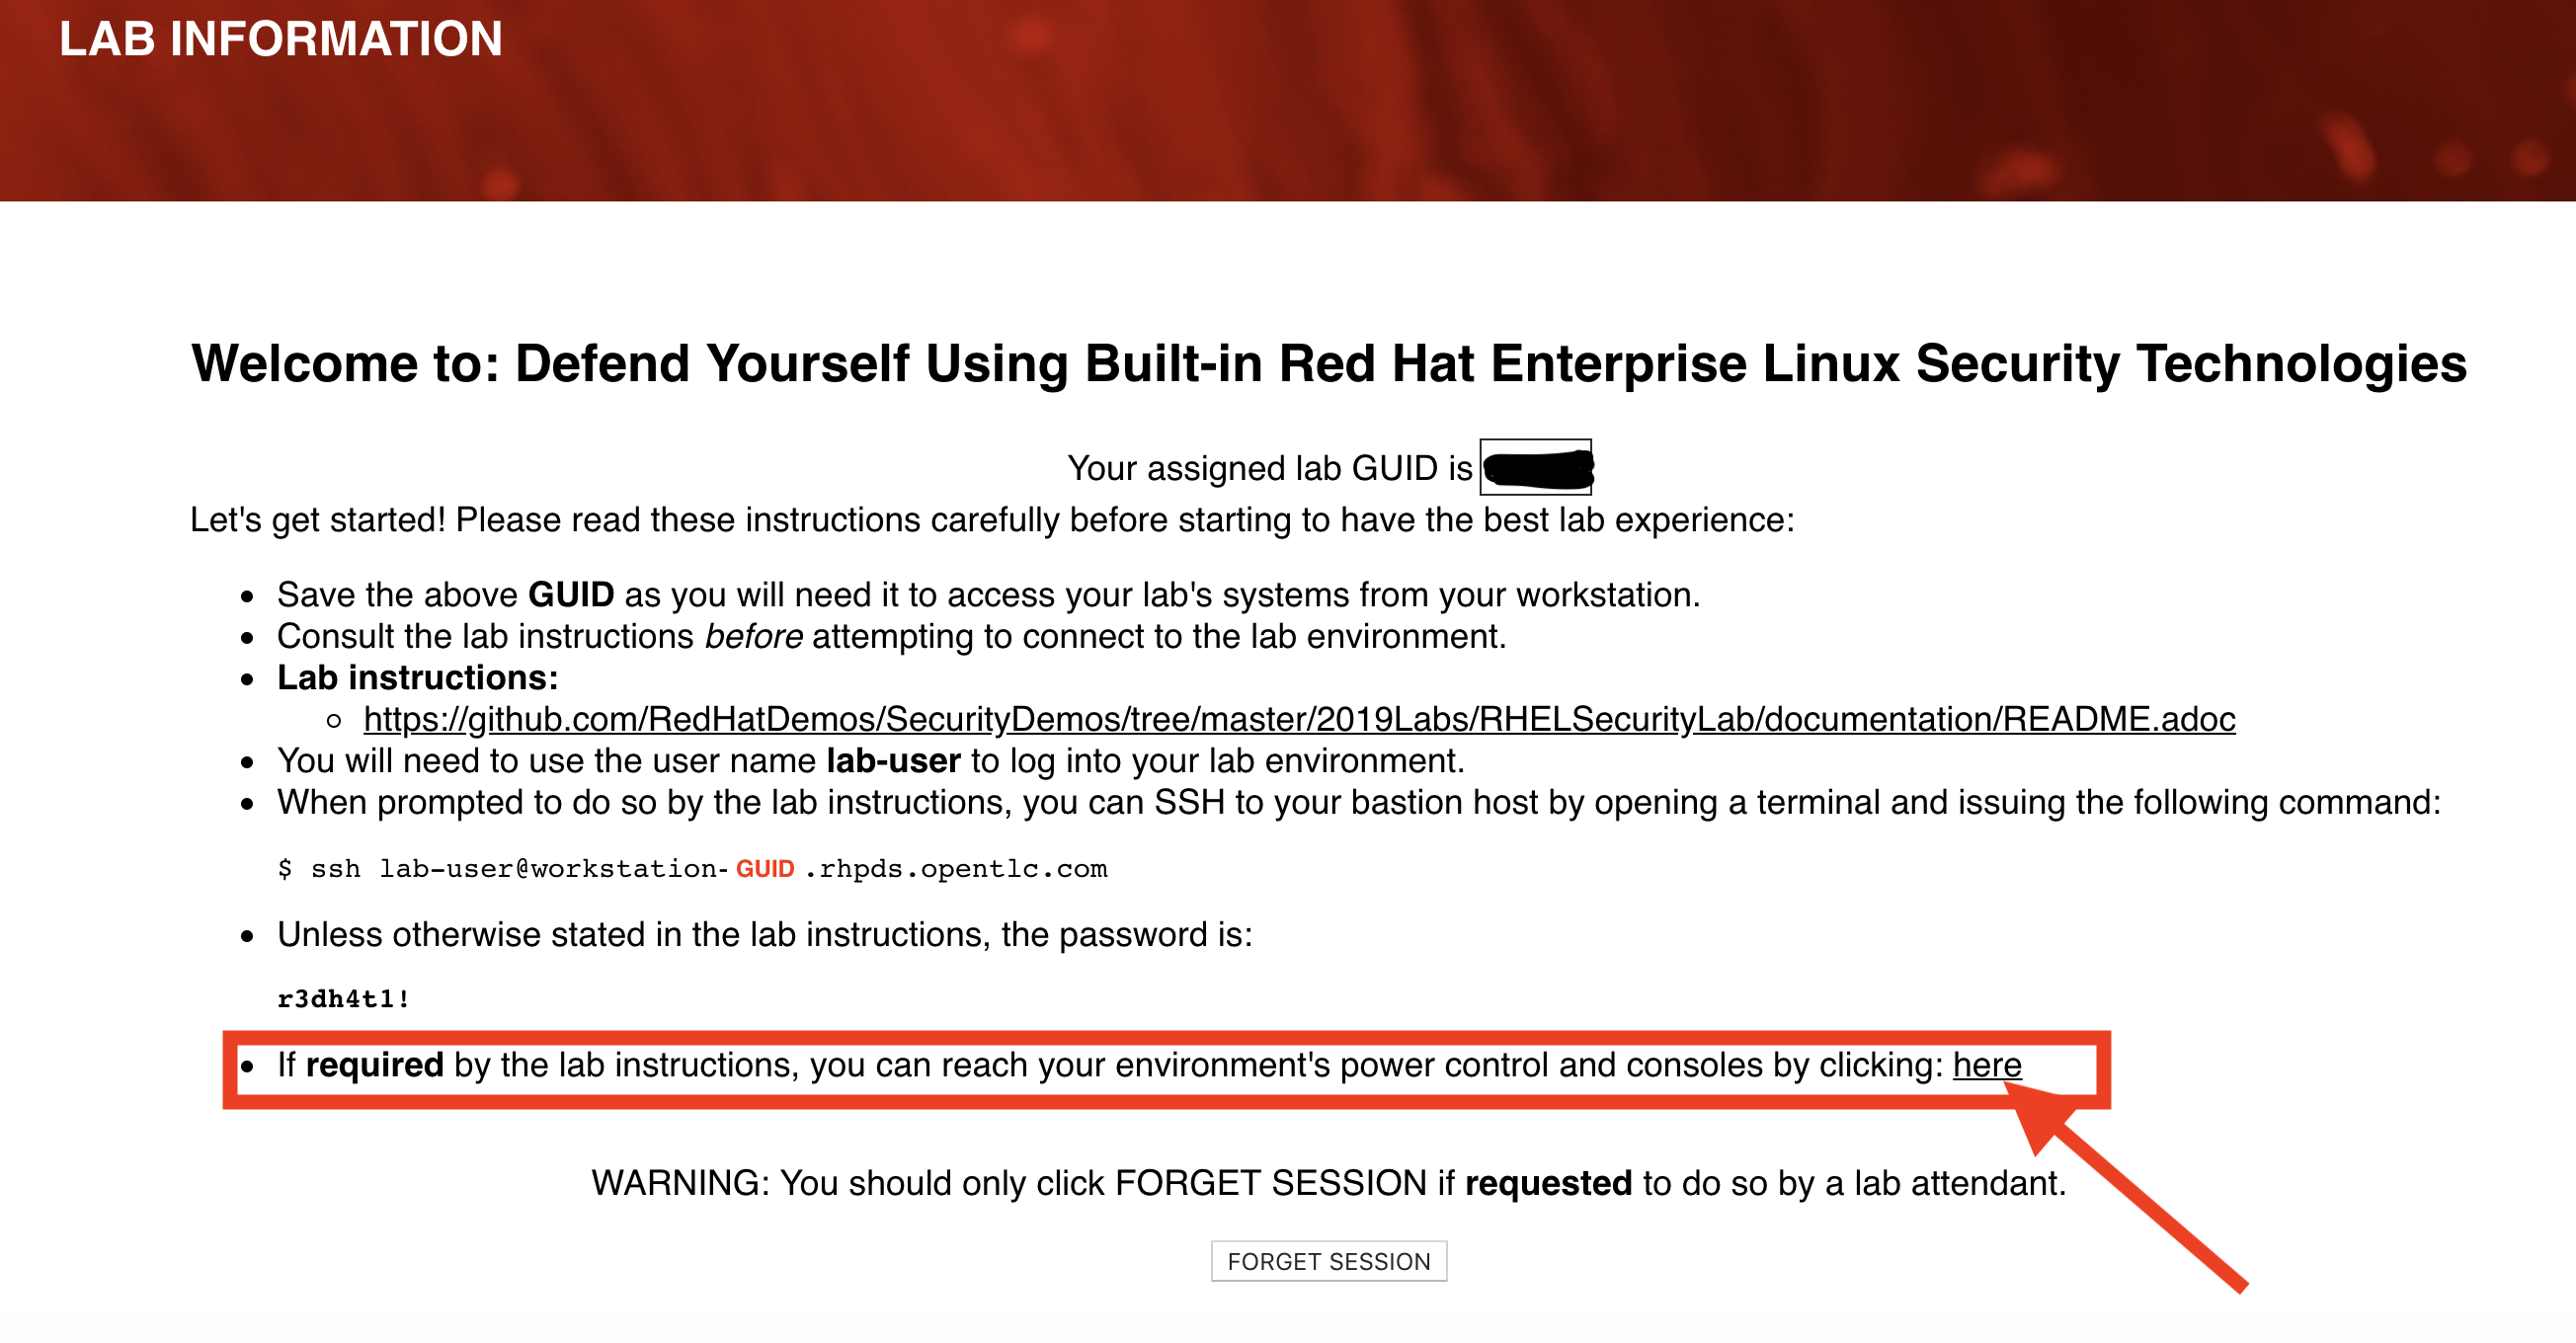 LAB INFORMATION
Welcome to: Defend Yourself Using Built-in Red Hat Enterprise Linux Security Technologies
Your assigned lab GUID is
Let's get started! Please read these instructions carefully before starting to have the best lab experience:
Save the above GUID as you will need it to access your lab's systems from your workstation.
Consult the lab instructions before attempting to connect to the lab environment.
Lab instructions:
https://github.com/RedHatDemos/SecurityDemos/tree/master/2019Labs/RHELSecurityLab/documentation/README.adoc
You will need to use the user name lab-user to log into your lab environment.
When prompted to do so by the lab instructions, you can SSH to your bastion host by opening a terminal and issuing the following command:
$ ssh lab-user@workstation- GUID .rhpds.opentlc.com
Unless otherwise stated in the lab instructions, the password is:
r3dh4t1!
If required by the lab instructions, you can reach your environment's power control and consoles by clicking: here
WARNING: You should only click FORGET SESSION if requested to do so by a lab attendant.
FORGET SESSION